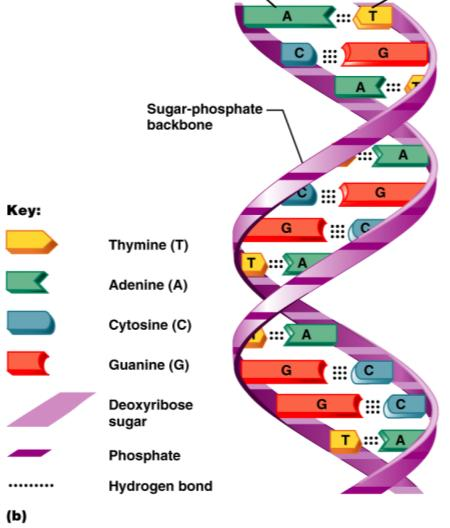 A T
C G
A T
Sugar-phosphate
backbone
A
C G
G C
Key:
T A
Thymine (T)
Adenine (A)
Cytosine (C)
A
Guanine (G)
G C
Deoxyribose
sugar
G C
T A
Phosphate
Hydrogen bond
(b)